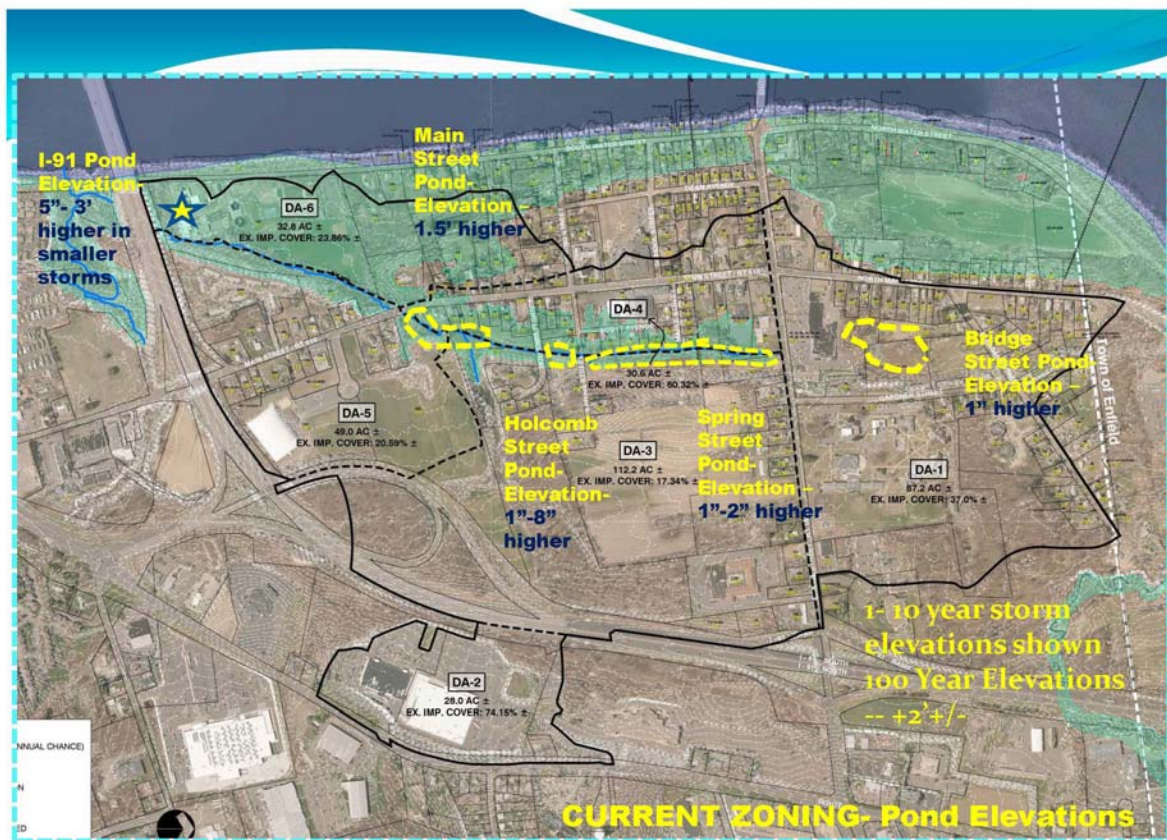 I-91 Pond
Elevation-
5”- 3’
higher in
smaller
storms
Main
Street
Pond-
Elevation –
1.5’ higher
DA-6
32.8 AC ±
EX. IMP. COVER: 23.86% ±
DA-4
30.6 AC ±
EX. IMP. COVER: 60.32% ±
Bridge
Street Pond-
Elevation –
1” higher
Town of Enfield
DA-5
49.0 AC ±
EX. IMP. COVER: 20.59% ±
Holcomb
Street
Pond-
Elevation-
1”-8”
higher
DA-3
112.2 AC ±
EX. IMP. COVER: 17.34% ±
Spring
Street
Pond-
Elevation –
1”-2” higher
DA-1
87.2 AC ±
EX. IMP. COVER: 37.0% ±
1- 10 year storm
elevations shown
100 Year Elevations
-- +2’+/-
DA-2
28.0 AC ±
EX. IMP. COVER: 74.15% ±
NNUAL CHANCE)
N
ED
CURRENT ZONING- Pond Elevations